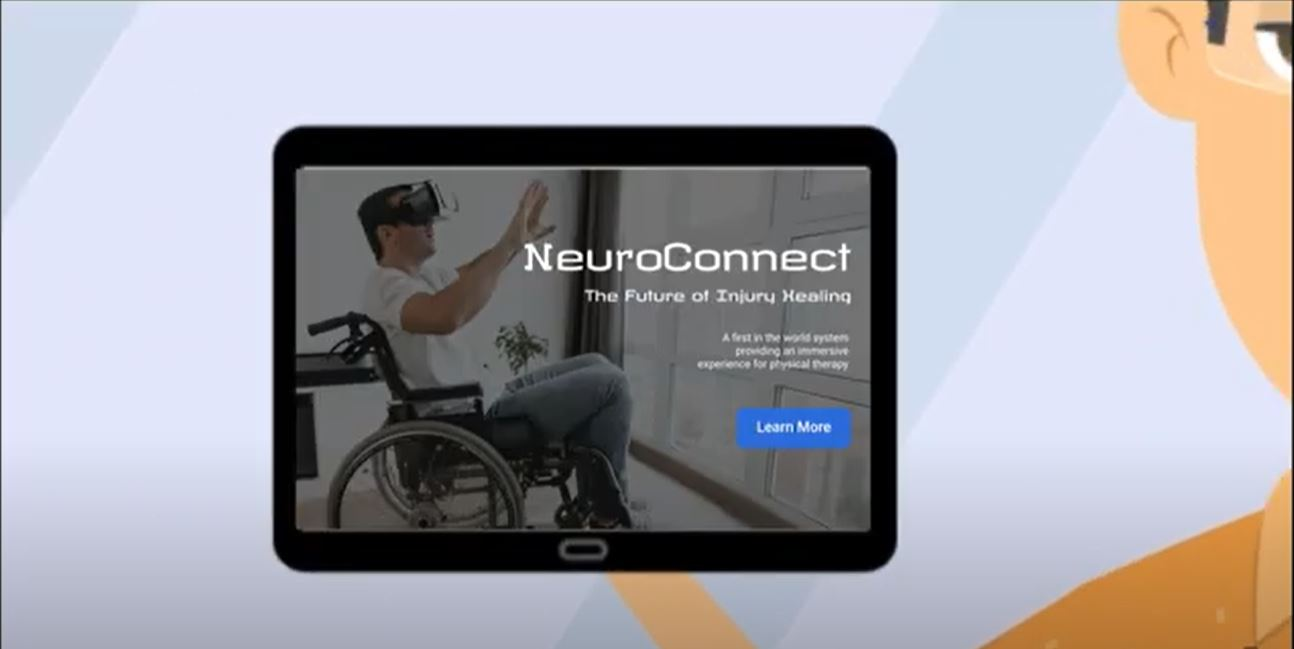 NeuroConnect
The Future of Injury Healing
A first in the world system
providing an immersive
experience for physical therapy
Learn More